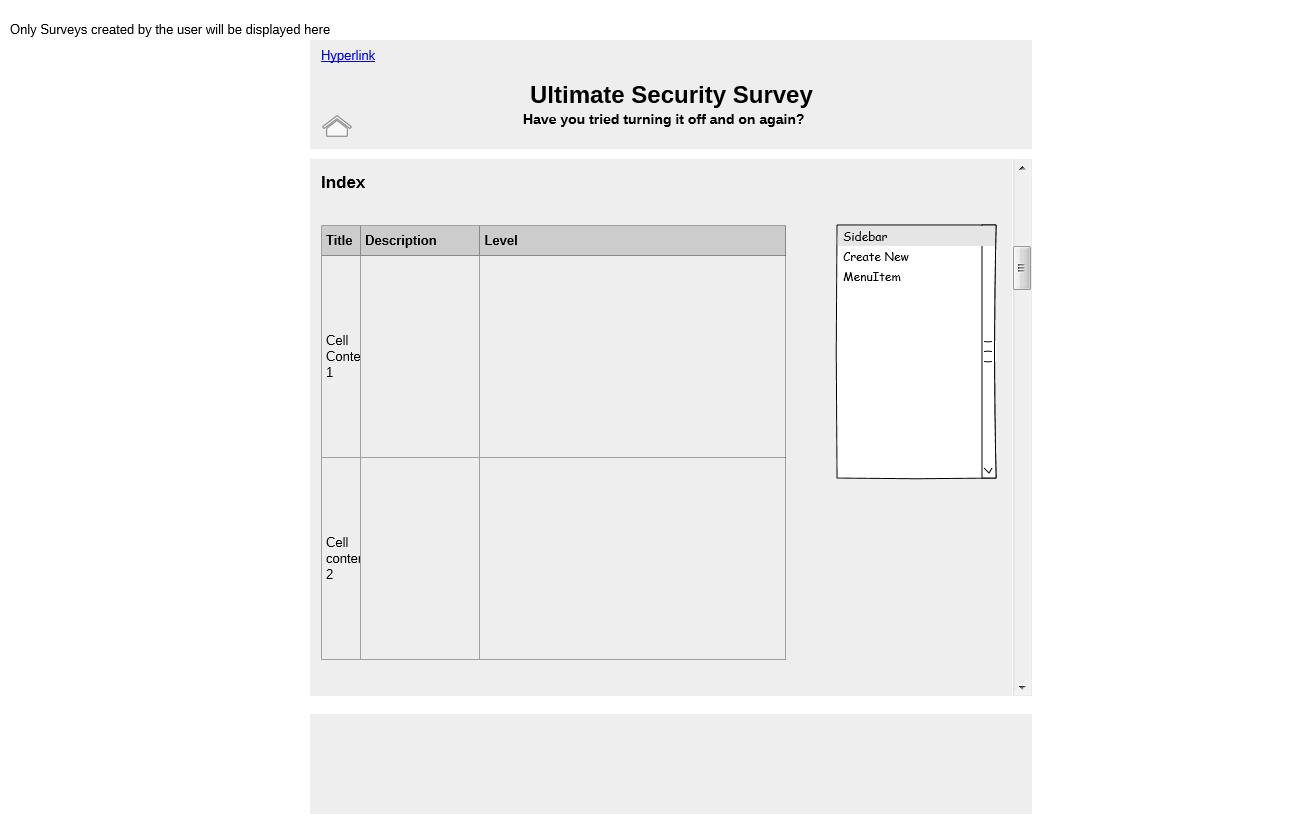 Only Surveys created by the user will be displayed here
Hyperlink
Ultimate Security Survey
Have you tried turning it off and on again?
Index
Title Description Level
Cell
Conte
1
Cell
conter
2
Sidebar
Create New
MenuItem